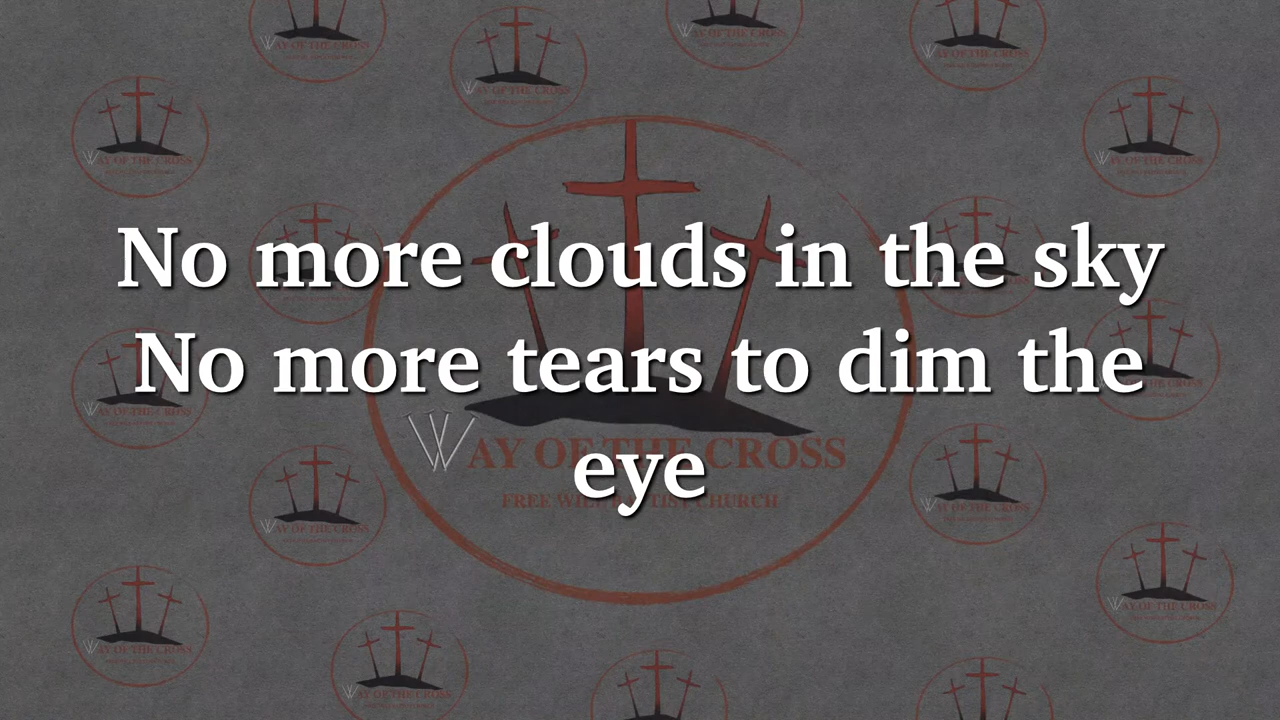 No more clouds in the sky
No more tears to dim the
eye
WAY OF THE CROSS
FREE WILL BAPTIST CHURCH